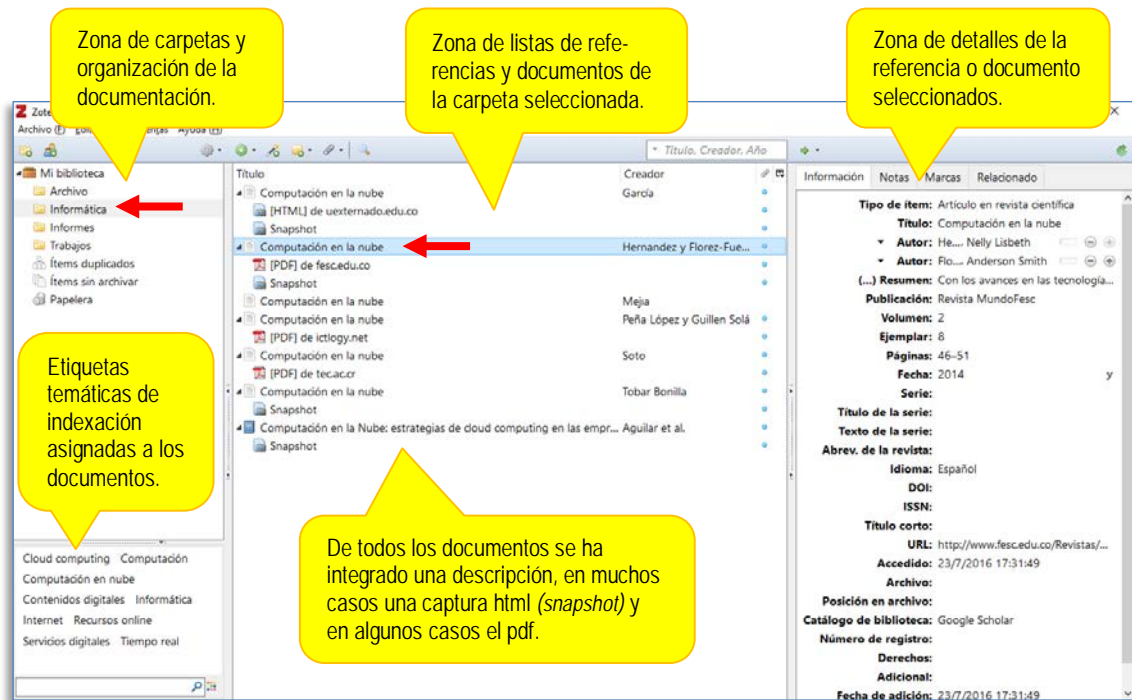 Zona de carpetas y
organización de la
documentación.
Zona de listas de refe-
rencias y documentos de
la carpeta seleccionada.
Zona de detalles de la
referencia o documento
seleccionados.
Archivo (F)
Ayuda (H)
Título, Creador, Año
Mi biblioteca
Archivo
Informática
Informes
Trabajos
Ítems duplicados
Ítems sin archivar
Papelera
Etiquetas
temáticas de
indexación
asignadas a los
documentos.
Cloud computing Computación
Computación en nube
Contenidos digitales Informática
Internet Recursos online
Servicios digitales Tiempo real
Título Creador
Computación en la nube García
[HTML] de uexternado.edu.co
Snapshot
Computación en la nube Hernandez y Florez-Fue...
[PDF] de fesc.edu.co
Snapshot
Computación en la nube Mejia
Computación en la nube Peña López y Guillen Solá
[PDF] de ictlogy.net
Computación en la nube Soto
[PDF] de tec.ac.cr
Computación en la nube Tobar Bonilla
Snapshot
Computación en la Nube: estrategias de cloud computing en las empr... Aguilar et al.
Snapshot
De todos los documentos se ha
integrado una descripción, en muchos
casos una captura html (snapshot) y
en algunos casos el pdf.
Información Notas Marcas Relacionado
Tipo de ítem: Artículo en revista científica
Título: Computación en la nube
Autor: He.... Nelly Lisbeth
Autor: Flo.... Anderson Smith
(...) Resumen: Con los avances en las tecnología...
Publicación: Revista MundoFesc
Volumen: 2
Ejemplar: 8
Páginas: 46–51
Fecha: 2014 y
Serie:
Título de la serie:
Texto de la serie:
Abrev. de la revista:
Idioma: Español
DOI:
ISSN:
Título corto:
URL: http://www.fesc.edu.co/Revistas/...
Accedido: 23/7/2016 17:31:49
Archivo:
Posición en archivo:
Catálogo de biblioteca: Google Scholar
Número de registro:
Derechos:
Adicional:
Fecha de adición: 23/7/2016 17:31:49